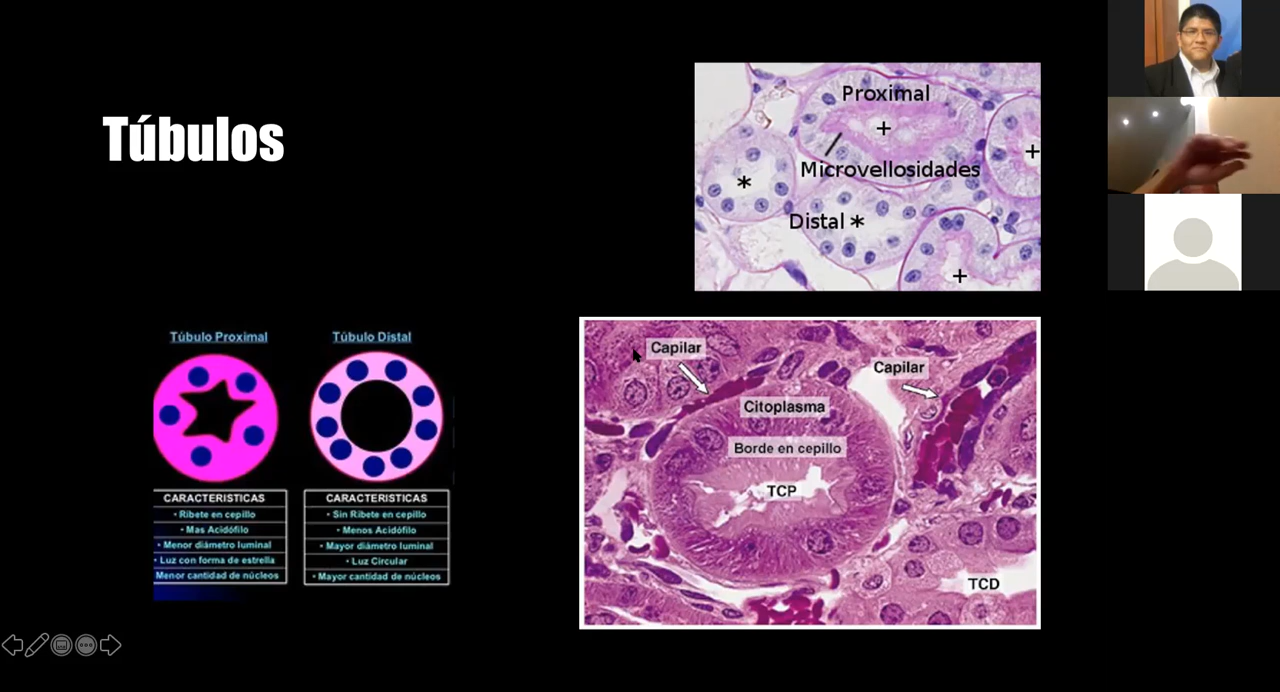 Túbulos
Proximal
+
+
Microvellosidades
*
Distal *
+
Túbulo Proximal
CARACTERISTICAS
• Ribete en cepillo
• Mas Acidófilo
• Menor diámetro luminal
• Luz con forma de estrella
Menor cantidad de núcleos
Túbulo Distal
CARACTERISTICAS
• Sin Ribete en cepillo
• Menos Acidófilo
• Mayor diámetro luminal
• Luz Circular
• Mayor cantidad de núcleos
Capilar
Capilar
Citoplasma
Borde en cepillo
TCP
TCD